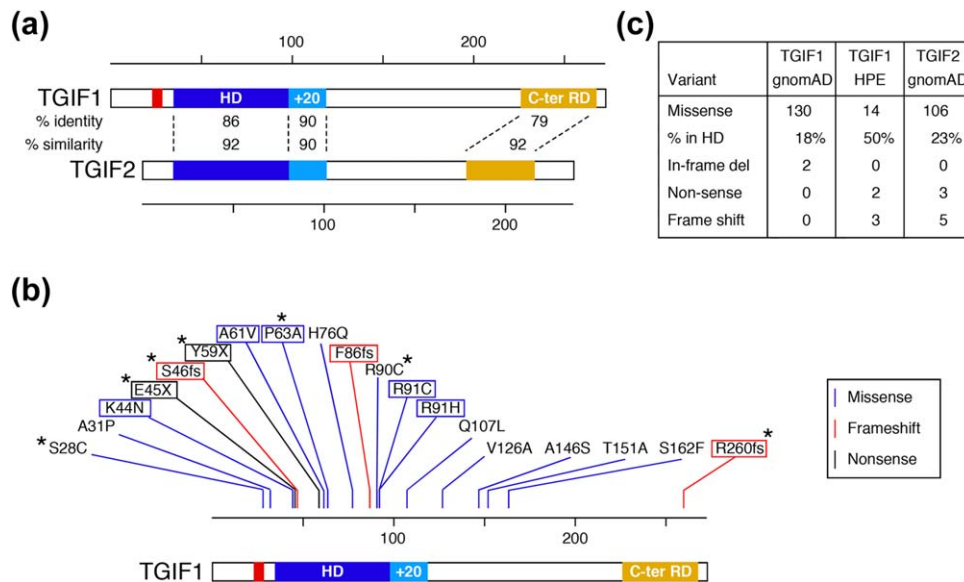 (a)
100 200
TGIF1 HD +20 C-ter RD
% identity 86 90 79
% similarity 92 90 92
TGIF2
100 200
(c)
Variant TGIF1 gnomAD TGIF1 HPE TGIF2 gnomAD
Missense 130 14 106
% in HD 18% 50% 23%
In-frame del 2 0 0
Non-sense 0 2 3
Frame shift 0 3 5
(b)
* A61V P63A H76Q
* Y59X F86fs
* S46fs R90C *
* E45X R91C
K44N R91H
A31P Q107L
* S28C V126A A146S T151A S162F R260fs *
Missense
Frameshift
Nonsense
100 200
TGIF1 HD +20 C-ter RD